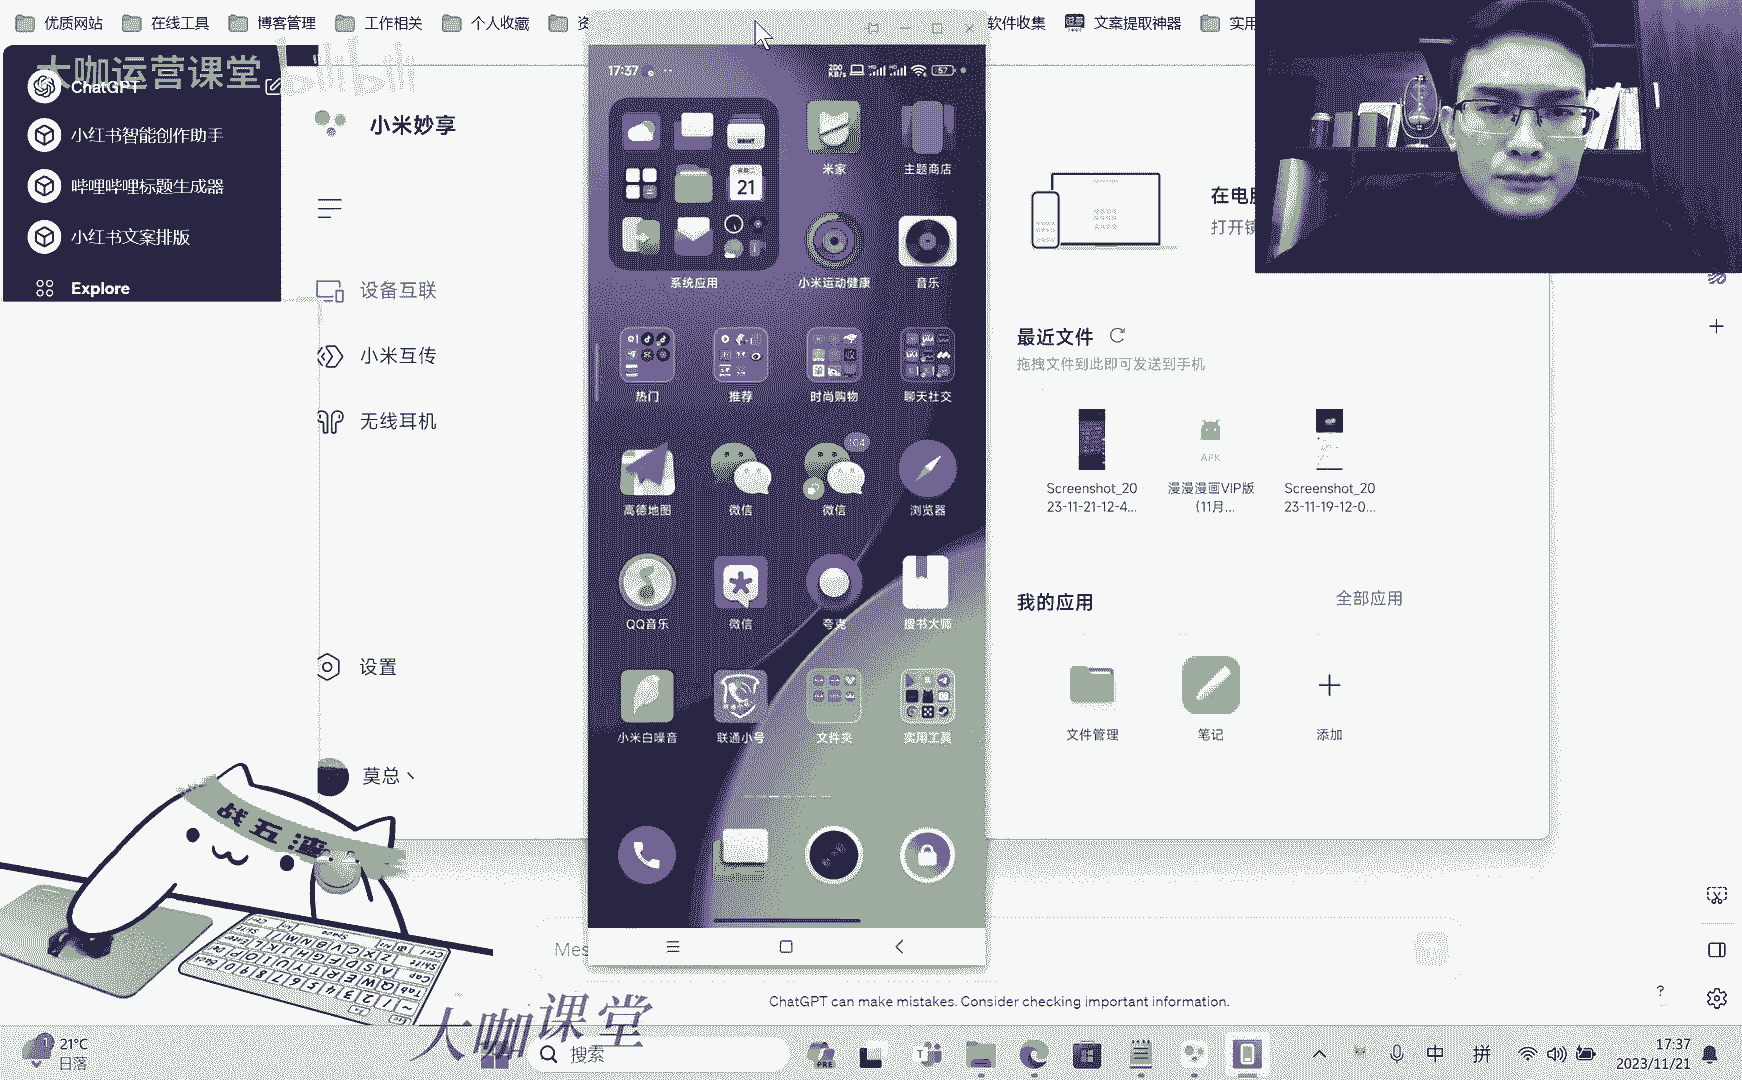 优质网站
在线工具
博客管理
工作相关
个人收藏
软件收集
文案提取神器
实用
大咖运营课堂
bilibili
ChatGPT
小红书智能创作助手
哔哩哔哩标题生成器
小红书文案排版
Explore
小米妙享
设备互联
小米互传
无线耳机
设置
莫总丶
17:37
200
KB/s
57
21
系统应用
米家
主题商店
小米运动健康
音乐
热门
推荐
时尚购物
聊天社交
104
高德地图
微信
微信
浏览器
QQ音乐
微信
夸克
搜书大师
小米白噪音
联通小号
文件夹
实用工具
在电脑
打开镜
最近文件
拖拽文件到此即可发送到手机
APK
Screenshot_20
23-11-21-12-4...
漫漫漫画VIP版
(11月...
Screenshot_20
23-11-19-12-0...
我的应用
全部应用
文件管理
笔记
添加
战五渣
Mes
ChatGPT can make mistakes. Consider checking important information.
?
大咖课堂
21°C
日落
搜索
PRE
中
拼
17:37
2023/11/21